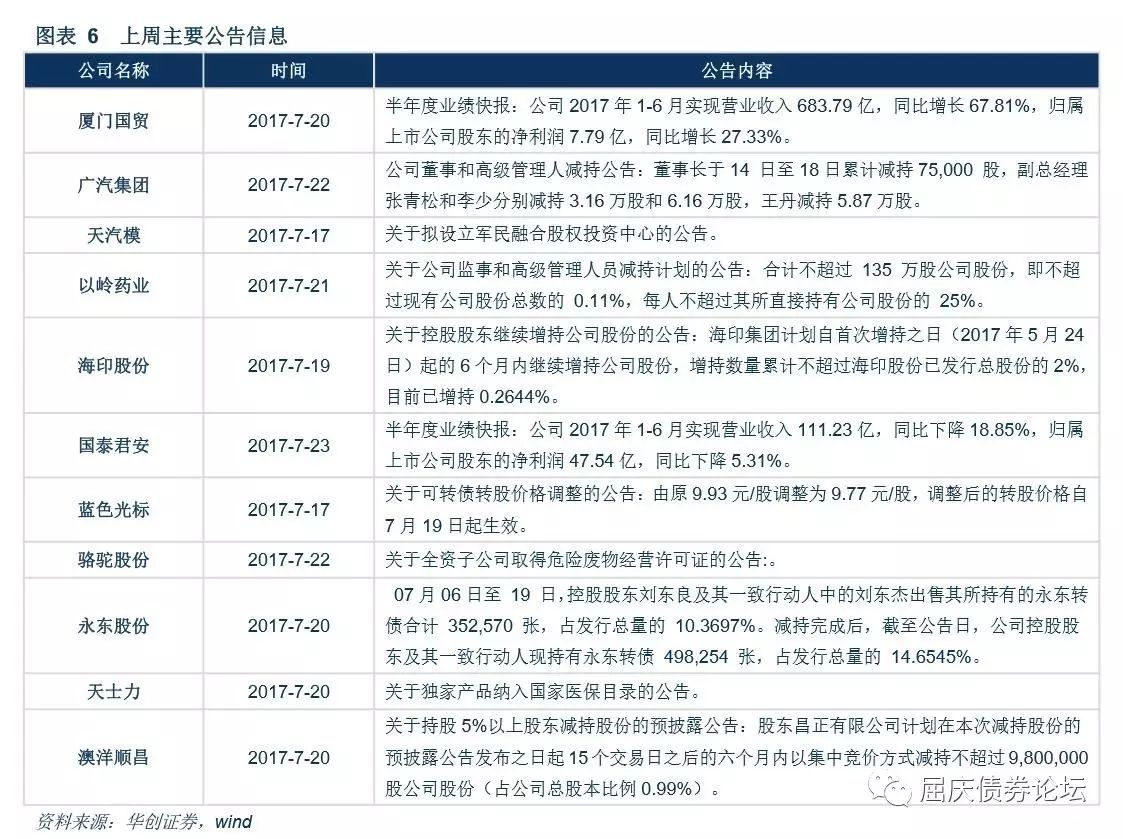 图表 6 上周主要公告信息
公司名称 时间 公告内容
厦门国贸 2017-7-20 半年度业绩快报：公司 2017 年 1-6 月实现营业收入 683.79 亿，同比增长 67.81%，归属
上市公司股东的净利润 7.79 亿，同比增长 27.33%。
广汽集团 2017-7-22 公司董事和高级管理人减持公告：董事长于 14 日至 18 日累计减持 75,000 股，副总经理
张青松和李少分别减持 3.16 万股和 6.16 万股，王丹减持 5.87 万股。
天汽模 2017-7-17 关于拟设立军民融合股权投资中心的公告。
以岭药业 2017-7-21 关于公司监事和高级管理人员减持计划的公告：合计不超过 135 万股公司股份，即不超
过现有公司股份总数的 0.11%，每人不超过其所直接持有公司股份的 25%。
海印股份 2017-7-19 关于控股股东继续增持公司股份的公告：海印集团计划自首次增持之日（2017 年 5 月 24
日）起的 6 个月内继续增持公司股份，增持数量累计不超过海印股份已发行总股份的 2%，
目前已增持 0.2644%。
国泰君安 2017-7-23 半年度业绩快报：公司 2017 年 1-6 月实现营业收入 111.23 亿，同比下降 18.85%，归属
上市公司股东的净利润 47.54 亿，同比下降 5.31%。
蓝色光标 2017-7-17 关于可转债转股价格调整的公告：由原 9.93 元/股调整为 9.77 元/股，调整后的转股价格自
7 月 19 日起生效。
骆驼股份 2017-7-22 关于全资子公司取得危险废物经营许可证的公告:。
永东股份 2017-7-20 07 月 06 日至 19 日，控股股东刘东良及其一致行动人中的刘东杰出售其所持有的永东转
债合计 352,570 张，占发行总量的 10.3697%。减持完成后，截至公告日，公司控股股
东及其一致行动人现持有永东转债 498,254 张，占发行总量的 14.6545%。
天士力 2017-7-20 关于独家产品纳入国家医保目录的公告。
澳洋顺昌 2017-7-20 关于持股 5%以上股东减持股份的预披露公告：股东昌正有限公司计划在本次减持股份的
预披露公告发布之日起 15 个交易日之后的六个月内以集中竞价方式减持不超过 9,800,000
股公司股份（占公司总股本比例 0.99%）。
屈庆债券论坛
资料来源：华创证券，wind